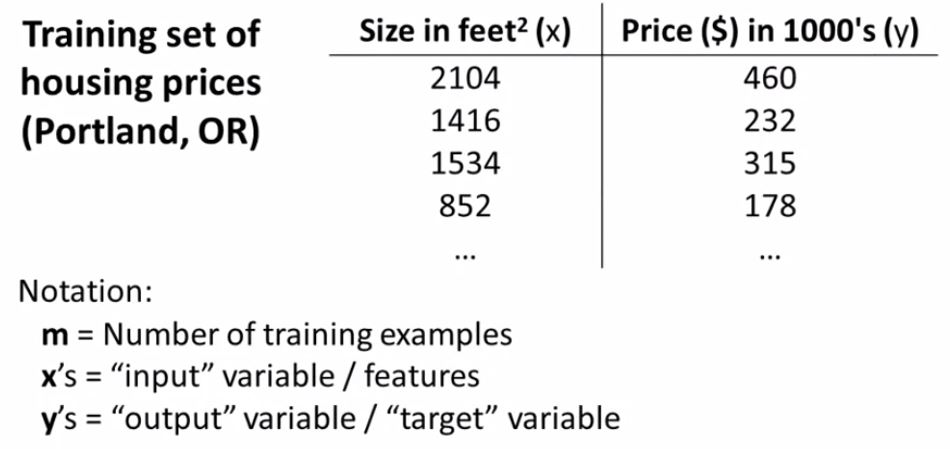 Training set of
housing prices
(Portland, OR)
Size in feet² (x) Price ($) in 1000's (y)
2104 460
1416 232
1534 315
852 178
... ...
Notation:
m = Number of training examples
x’s = “input” variable / features
y’s = “output” variable / “target” variable